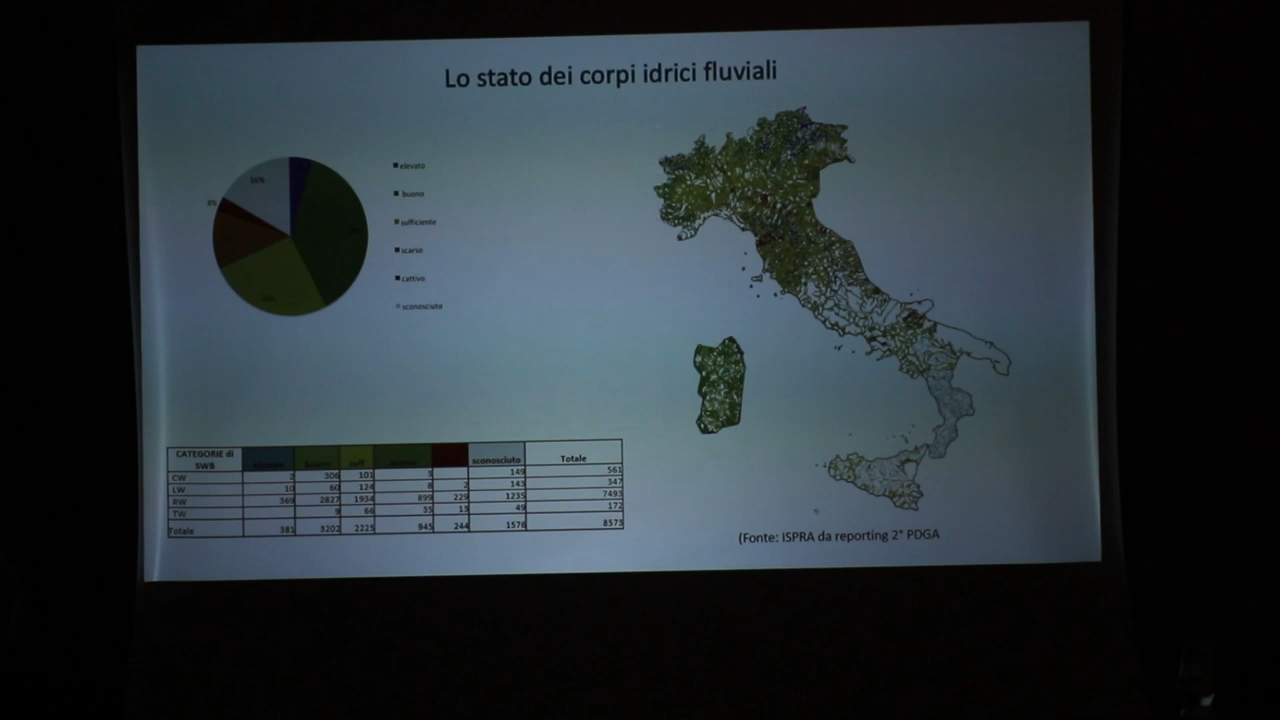 Lo stato dei corpi idrici fluviali
16%
3%
elevato
buono
sufficiente
scarso
cattivo
sconosciuto
CATEGORIE di SWB sconosciuto Totale
CW 2 306 101 3 149 561
LW 10 60 124 8 2 143 347
RW 369 2827 1934 899 229 1235 7493
TW 9 66 35 13 49 172
Totale 381 3202 2225 945 244 1576 8573
(Fonte: ISPRA da reporting 2° PDGA